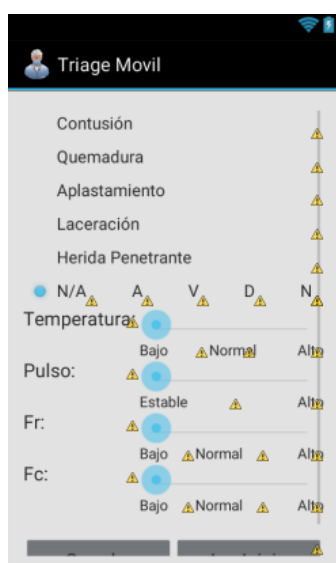 Triage Movil
Contusión
Quemadura
Aplastamiento
Laceración
Herida Penetrante
N/A A V D N
Temperatura:
Bajo Normal Alto
Pulso:
Estable Alto
Fr:
Bajo Normal Alto
Fc:
Bajo Normal Alto